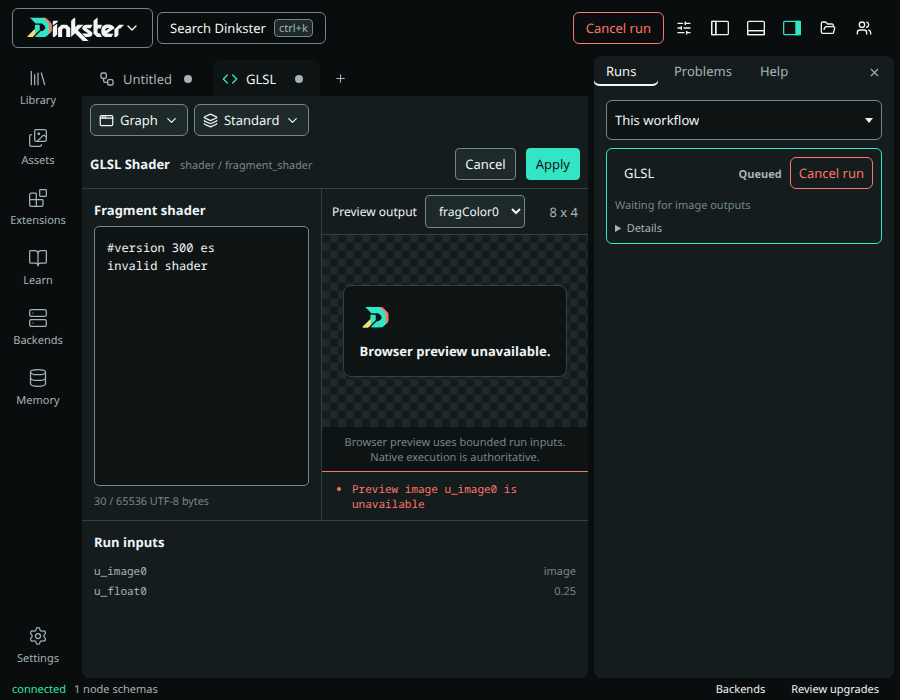 Dinkster
Search Dinkster ctrl+k
Cancel run
Library
Assets
Extensions
Learn
Backends
Memory
Settings
Untitled
GLSL
Graph
Standard
GLSL Shader shader / fragment_shader
Cancel
Apply
Fragment shader
#version 300 es
invalid shader
30 / 65536 UTF-8 bytes
Preview output fragColor0 8 x 4
Browser preview unavailable.
Browser preview uses bounded run inputs.
Native execution is authoritative.
Preview image u_image0 is
unavailable
Run inputs
u_image0 image
u_float0 0.25
Runs Problems Help
This workflow
GLSL Queued Cancel run
Waiting for image outputs
Details
connected 1 node schemas
Backends Review upgrades